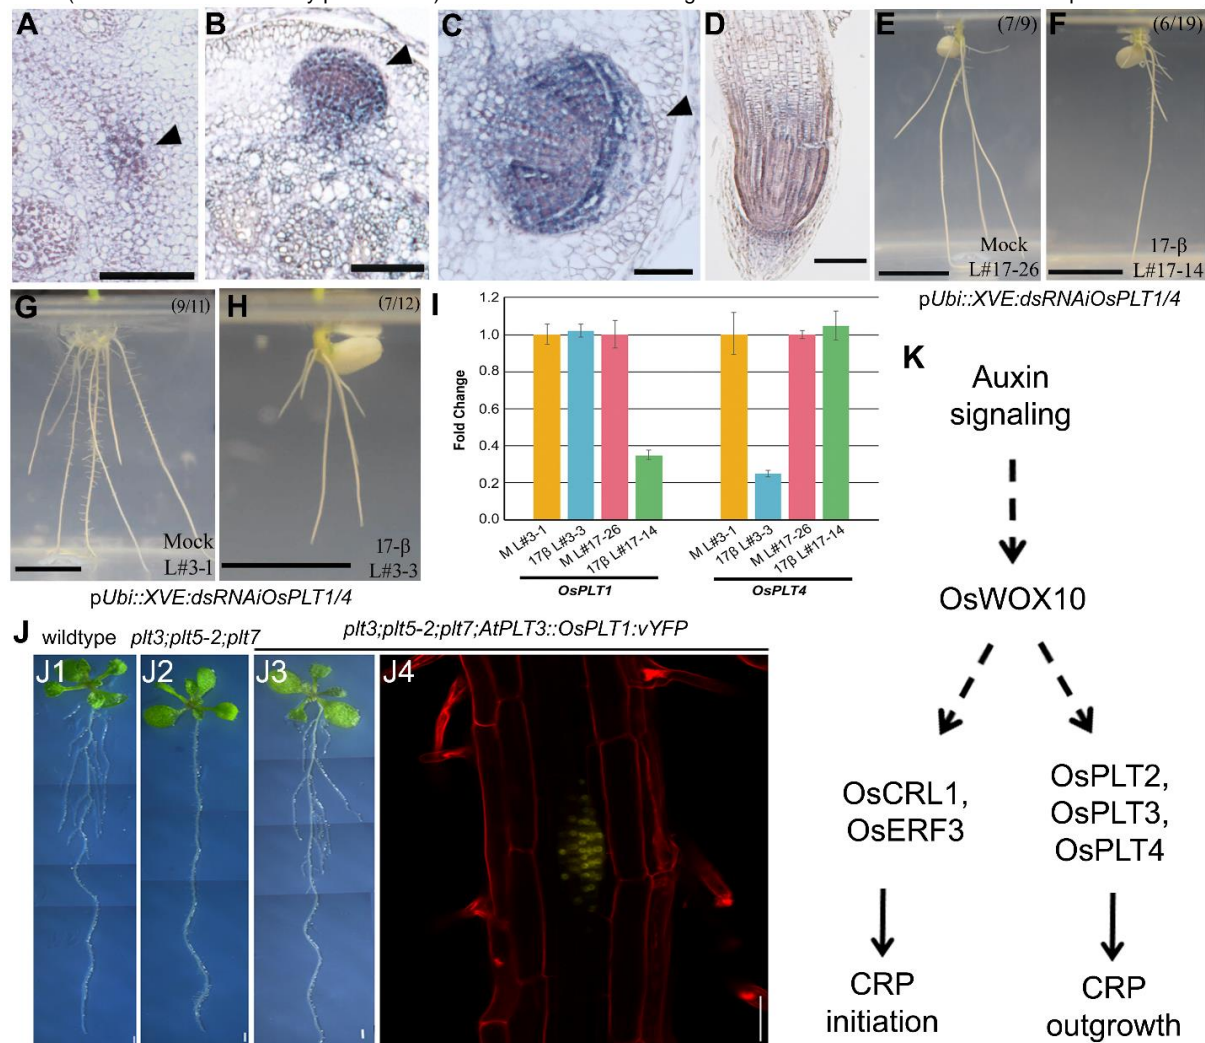 A
B
C
D
E
(7/9)
F
(6/19)
Mock
L#17-26
17-β
L#17-14
pUbi::XVE:dsRNAiOsPLT1/4
G
(9/11)
H
(7/12)
Mock
L#3-1
17-β
L#3-3
pUbi::XVE:dsRNAiOsPLT1/4
I
Fold Change
1.2
1.0
0.8
0.6
0.4
0.2
0.0
M L#3-1
17β L#3-3
M L#17-26
17β L#17-14
M L#3-1
17β L#3-3
M L#17-26
17β L#17-14
OsPLT1
OsPLT4
J
wildtype
plt3;plt5-2;plt7
plt3;plt5-2;plt7;AtPLT3::OsPLT1:vYFP
J1
J2
J3
J4
K
Auxin
signaling
OsWOX10
OsCRL1,
OsERF3
OsPLT2,
OsPLT3,
OsPLT4
CRP
initiation
CRP
outgrowth